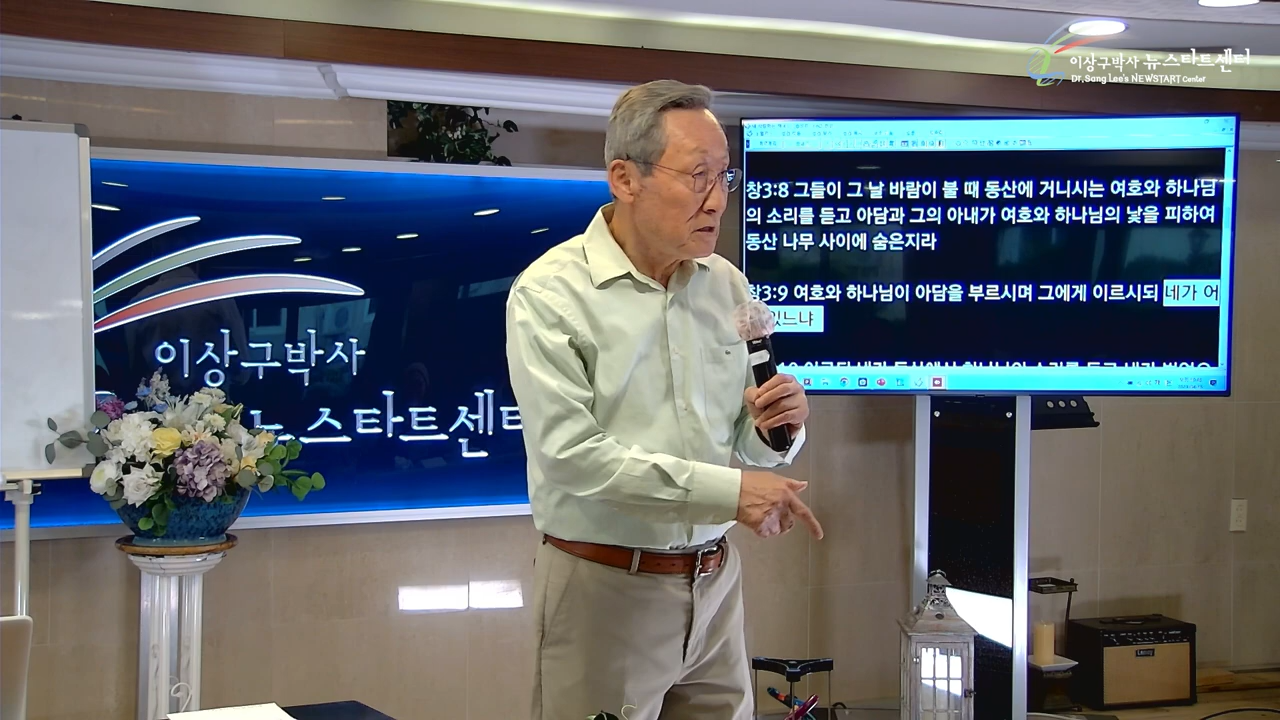 이상구박사 뉴스타트센터
Dr. Sang Lee's NEWSTART Center
창3:8 그들이 그 날 바람이 불 때 동산에 거니시는 여호와 하나님
의 소리를 듣고 아담과 그의 아내가 여호와 하나님의 낯을 피하여
동산 나무 사이에 숨은지라
창3:9 여호와 하나님이 아담을 부르시며 그에게 이르시되 네가 어
있느냐
이상구박사
뉴스타트센터
Laney